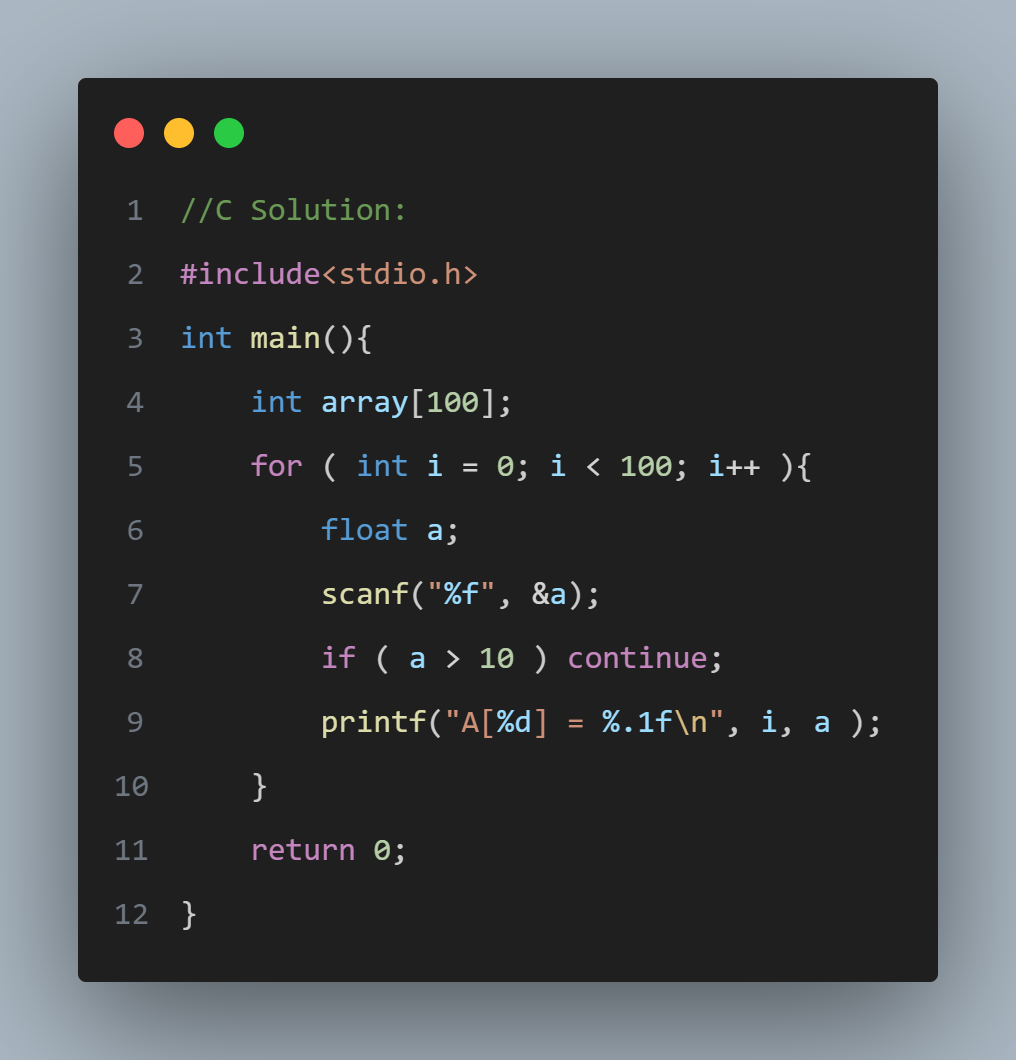 1 //C Solution:
2 #include<stdio.h>
3 int main(){
4     int array[100];
5     for ( int i = 0; i < 100; i++ ){
6         float a;
7         scanf("%f", &a);
8         if ( a > 10 ) continue;
9         printf("A[%d] = %.1f\n", i, a );
10     }
11     return 0;
12 }